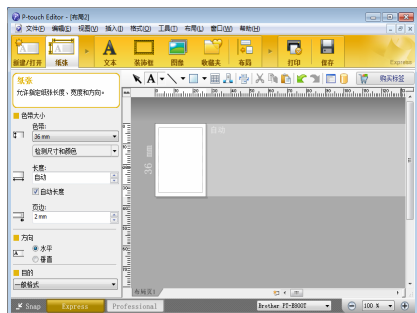 P-touch Editor - [布局2]
文件(F) 编辑(E) 视图(V) 插入(I) 格式(O) 工具(T) 布局(L) 窗口(W) 帮助(H)
新建/打开 纸张 文本 装饰框 图像 收藏夹 布局 打印 保存 Express
纸张
允许指定纸张长度、宽度和方向。
购买标签
色带大小
色带:
36 mm
检测尺寸和颜色
长度:
自动
自动长度
页边:
2 mm
方向
水平
垂直
目的
一般格式
自动
36 mm
布局页1
Snap Express Professional Brother PT-P900T 100 %